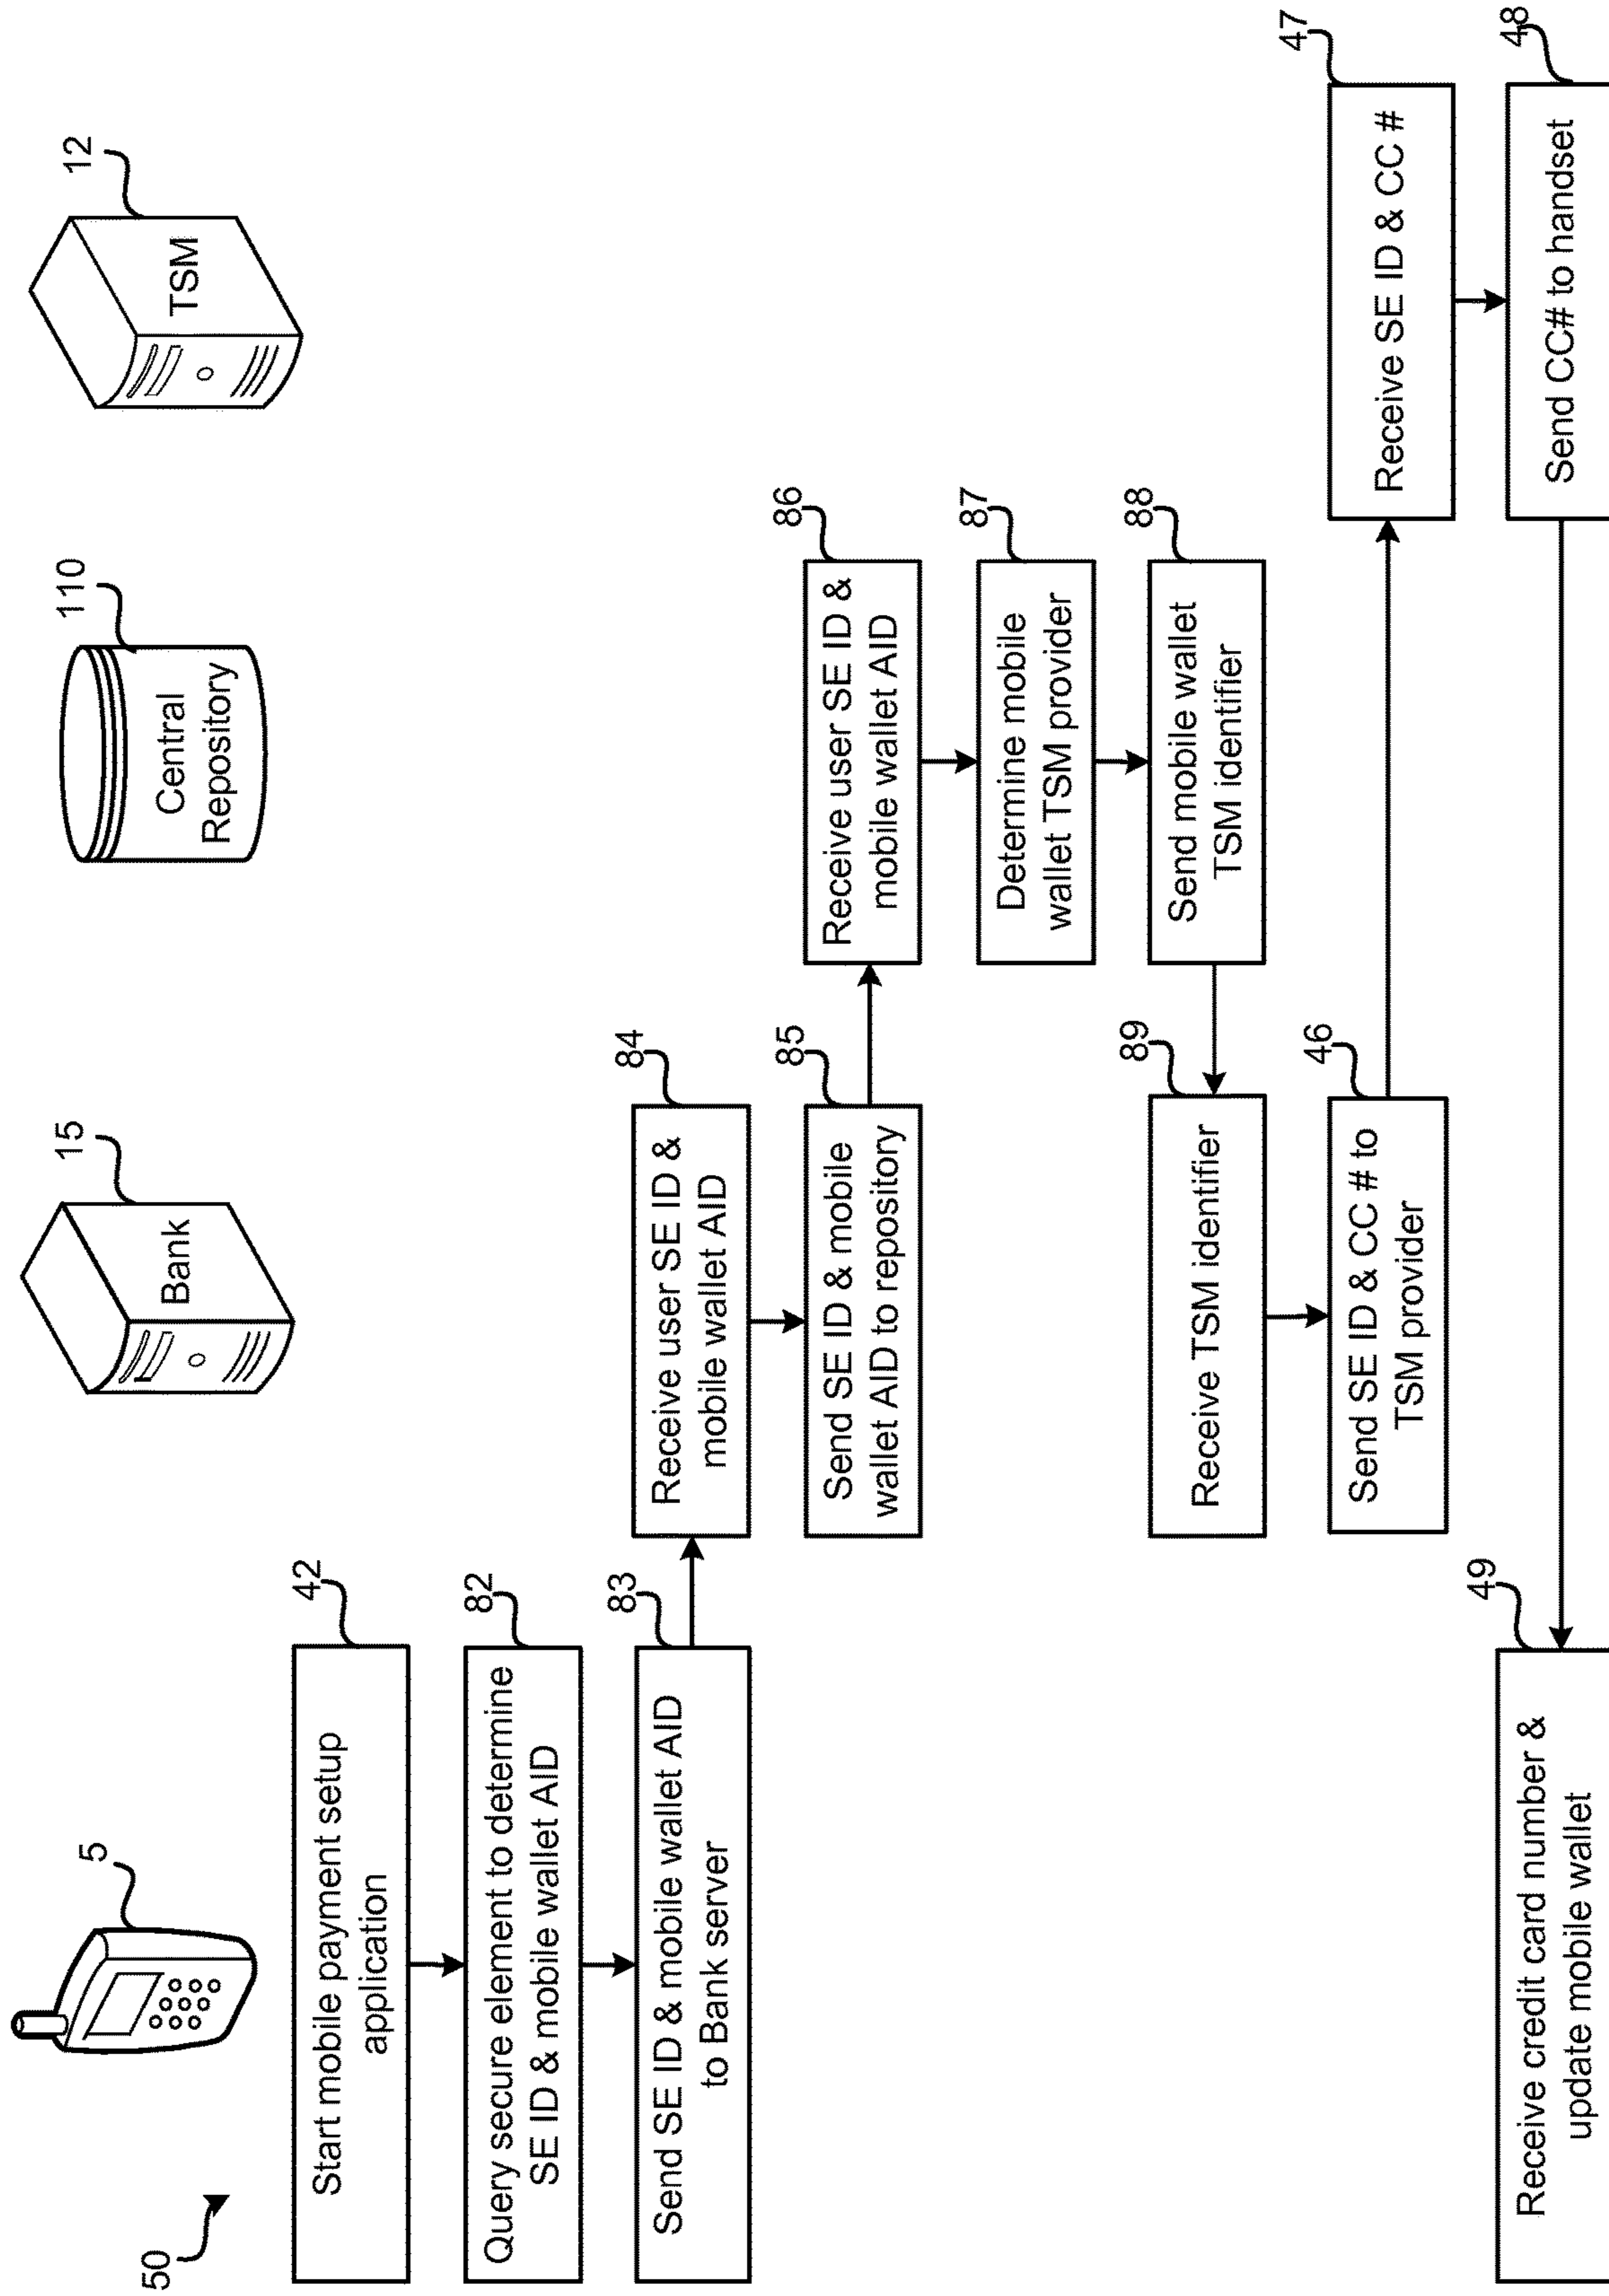 50
5
15
Bank
110
Central
Repository
12
TSM
42
Start mobile payment setup
application
82
Query secure element to determine
SE ID & mobile wallet AID
83
Send SE ID & mobile wallet AID
to Bank server
84
Receive user SE ID &
mobile wallet AID
85
Send SE ID & mobile
wallet AID to repository
86
Receive user SE ID &
mobile wallet AID
87
Determine mobile
wallet TSM provider
88
Send mobile wallet
TSM identifier
89
Receive TSM identifier
46
Send SE ID & CC # to
TSM provider
47
Receive SE ID & CC #
48
Send CC# to handset
49
Receive credit card number &
update mobile wallet